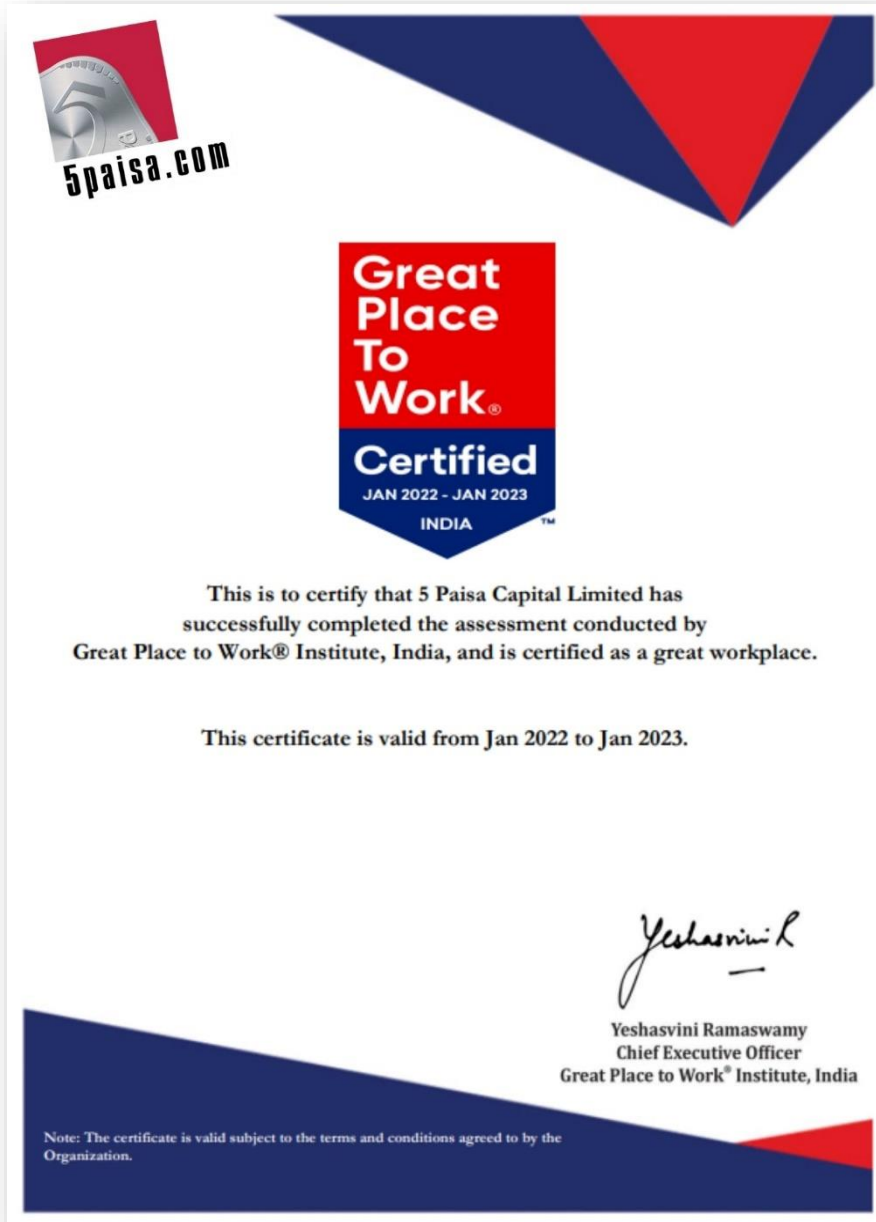 5paisa.com
Great
Place
To
Work®
Certified
JAN 2022 - JAN 2023
INDIA ™
This is to certify that 5 Paisa Capital Limited has
successfully completed the assessment conducted by
Great Place to Work® Institute, India, and is certified as a great workplace.
This certificate is valid from Jan 2022 to Jan 2023.
Yeshasvini R
Yeshasvini Ramaswamy
Chief Executive Officer
Great Place to Work® Institute, India
Note: The certificate is valid subject to the terms and conditions agreed to by the
Organization.